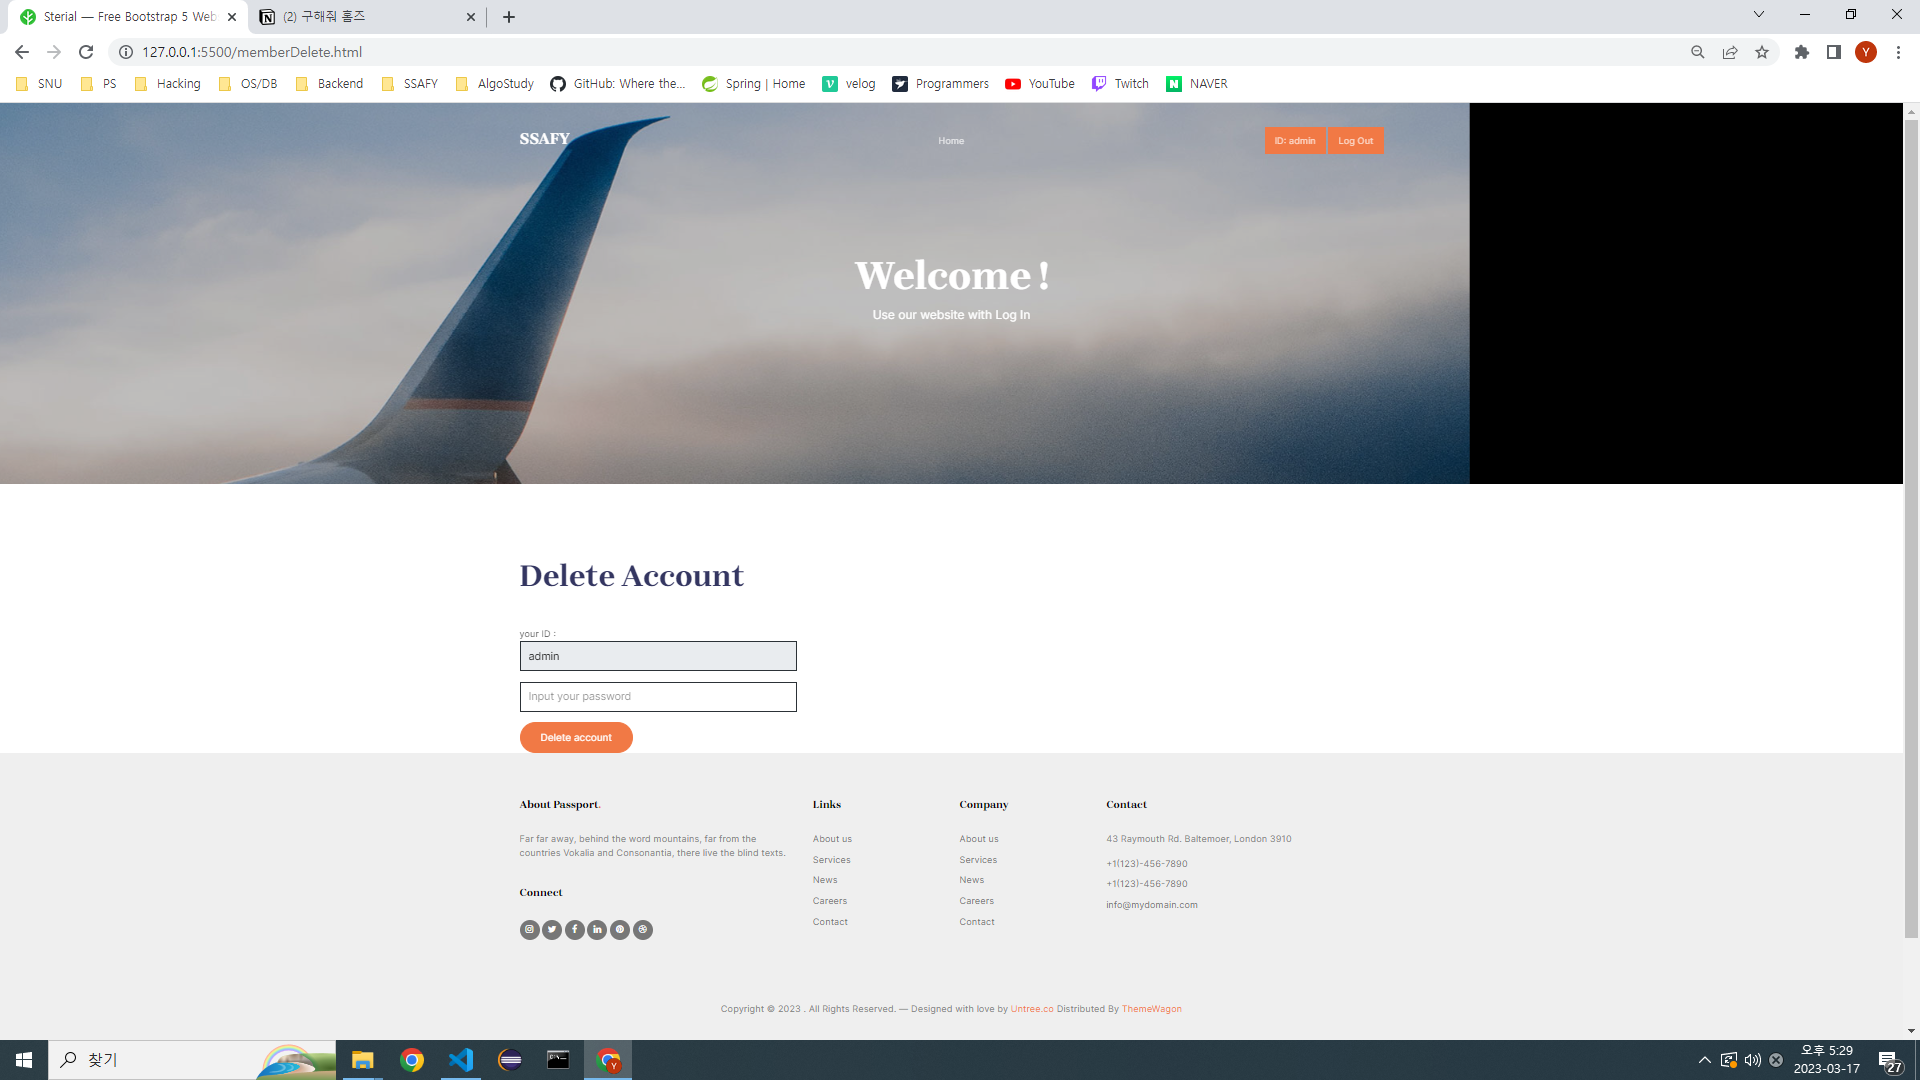 Sterial — Free Bootstrap 5 Web
(2) 구해줘 홈즈
127.0.0.1:5500/memberDelete.html
Y
SNU
PS
Hacking
OS/DB
Backend
SSAFY
AlgoStudy
GitHub: Where the...
Spring | Home
velog
Programmers
YouTube
Twitch
NAVER
SSAFY
Home
ID: admin
Log Out
Welcome !
Use our website with Log In
Delete Account
your ID :
admin
Input your password
Delete account
About Passport.
Far far away, behind the word mountains, far from the
countries Vokalia and Consonantia, there live the blind texts.
Connect
Links
About us
Services
News
Careers
Contact
Company
About us
Services
News
Careers
Contact
Contact
43 Raymouth Rd. Baltemoer, London 3910
+1(123)-456-7890
+1(123)-456-7890
info@mydomain.com
Copyright © 2023 . All Rights Reserved. — Designed with love by Untree.co Distributed By ThemeWagon
찾기
오후 5:29
2023-03-17
27